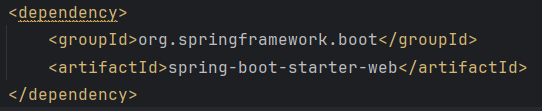 <dependency>
    <groupId>org.springframework.boot</groupId>
    <artifactId>spring-boot-starter-web</artifactId>
</dependency>